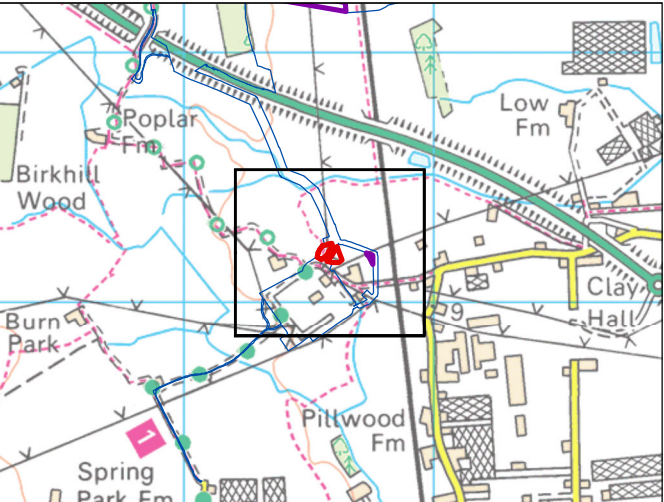 Poplar
Fm
Low
Fm
Birkhill
Wood
Clay
Hall
9
Burn
Park
Pillwood
Fm
1
Spring
Park Fm